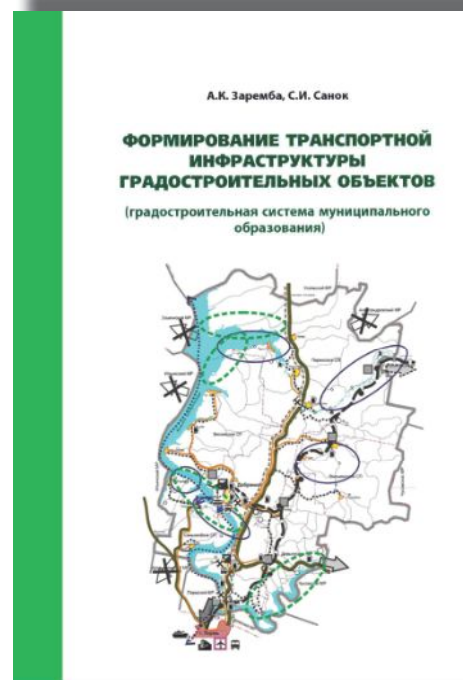 А.К. Заремба, С.И. Санок
ФОРМИРОВАНИЕ ТРАНСПОРТНОЙ
ИНФРАСТРУКТУРЫ
ГРАДОСТРОИТЕЛЬНЫХ ОБЪЕКТОВ
(градостроительная система муниципального
образования)